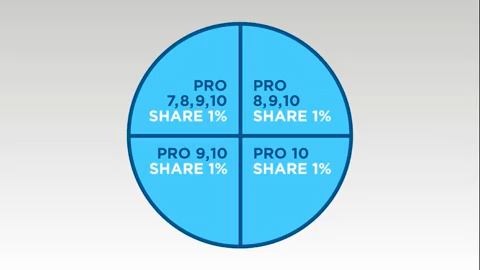 PRO
7,8,9,10
SHARE 1%
PRO
8,9,10
SHARE 1%
PRO 9,10
SHARE 1%
PRO 10
SHARE 1%